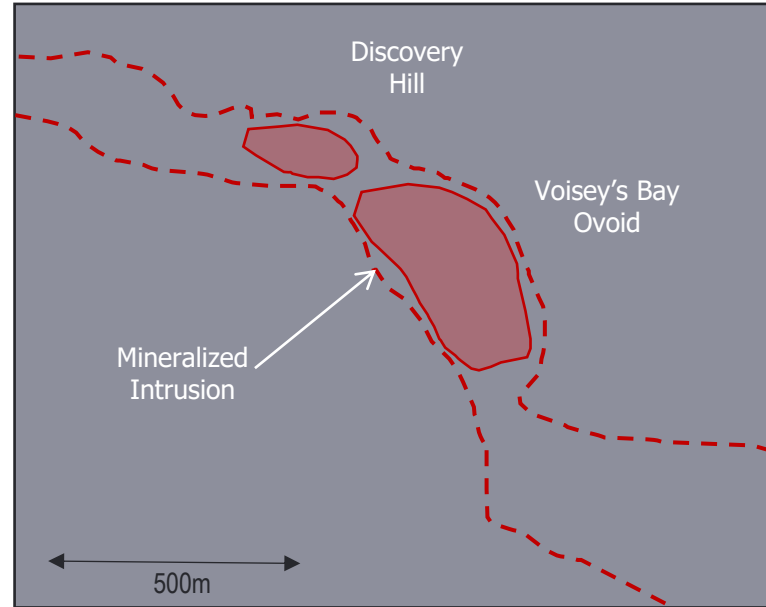 Discovery
Hill
Voisey's Bay
Ovoid
Mineralized
Intrusion
500m